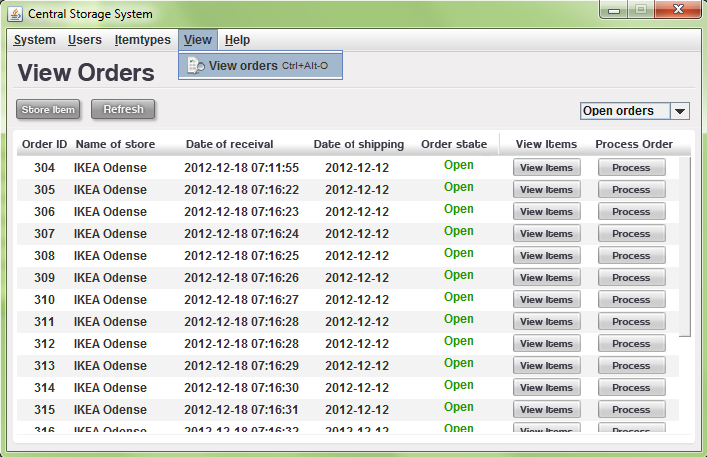 Central Storage System
System Users Itemtypes View Help
View orders Ctrl+Alt-O
View Orders
Store Item Refresh Open orders
Order ID Name of store Date of receival Date of shipping Order state View Items Process Order
304 IKEA Odense 2012-12-18 07:11:55 2012-12-12 Open View Items Process
305 IKEA Odense 2012-12-18 07:16:22 2012-12-12 Open View Items Process
306 IKEA Odense 2012-12-18 07:16:23 2012-12-12 Open View Items Process
307 IKEA Odense 2012-12-18 07:16:24 2012-12-12 Open View Items Process
308 IKEA Odense 2012-12-18 07:16:25 2012-12-12 Open View Items Process
309 IKEA Odense 2012-12-18 07:16:26 2012-12-12 Open View Items Process
310 IKEA Odense 2012-12-18 07:16:27 2012-12-12 Open View Items Process
311 IKEA Odense 2012-12-18 07:16:28 2012-12-12 Open View Items Process
312 IKEA Odense 2012-12-18 07:16:28 2012-12-12 Open View Items Process
313 IKEA Odense 2012-12-18 07:16:29 2012-12-12 Open View Items Process
314 IKEA Odense 2012-12-18 07:16:30 2012-12-12 Open View Items Process
315 IKEA Odense 2012-12-18 07:16:31 2012-12-12 Open View Items Process
316 IKEA Odense 2012-12-18 07:16:32 2012-12-12 Open